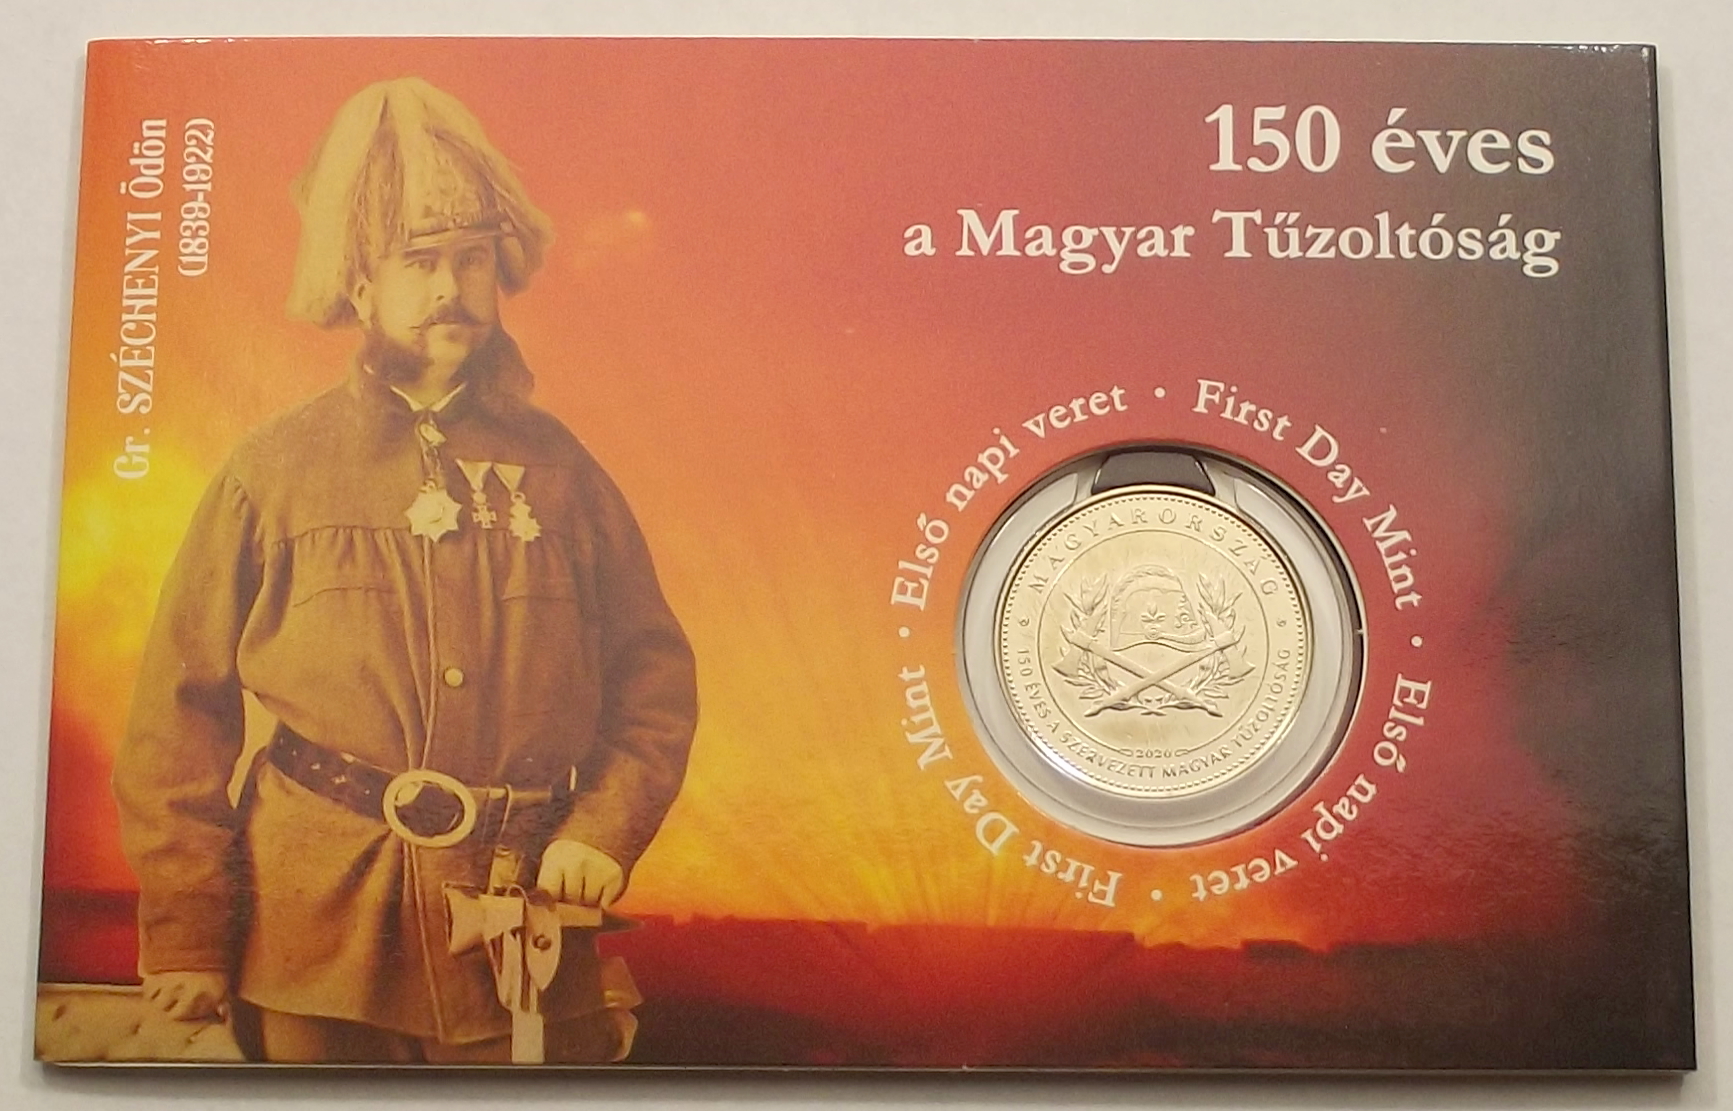 Gr. SZÉCHENYI Ödön
(1839-1922)
150 éves
a Magyar Tűzoltóság
Első napi veret • First Day Mint • Első napi veret • First Day Mint •
MAGYARORSZÁG
150 ÉVES A SZERVEZETT MAGYAR TŰZOLTÓSÁG
2020